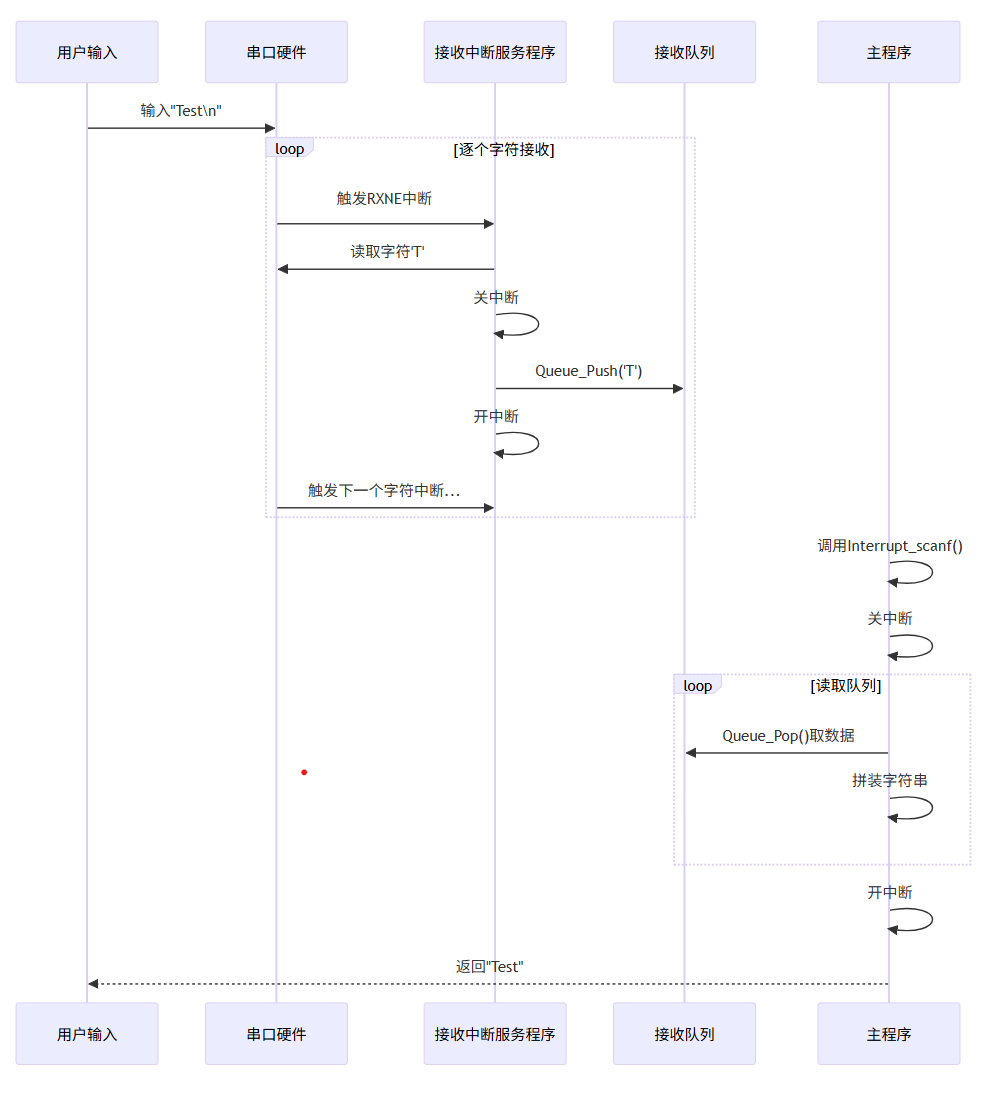 用户输入
串口硬件
接收中断服务程序
接收队列
主程序
输入"Test\n"
loop
[逐个字符接收]
触发RXNE中断
读取字符'T'
关中断
Queue_Push('T')
开中断
触发下一个字符中断...
调用Interrupt_scanf()
关中断
loop
[读取队列]
Queue_Pop()取数据
拼装字符串
开中断
返回"Test"
用户输入
串口硬件
接收中断服务程序
接收队列
主程序